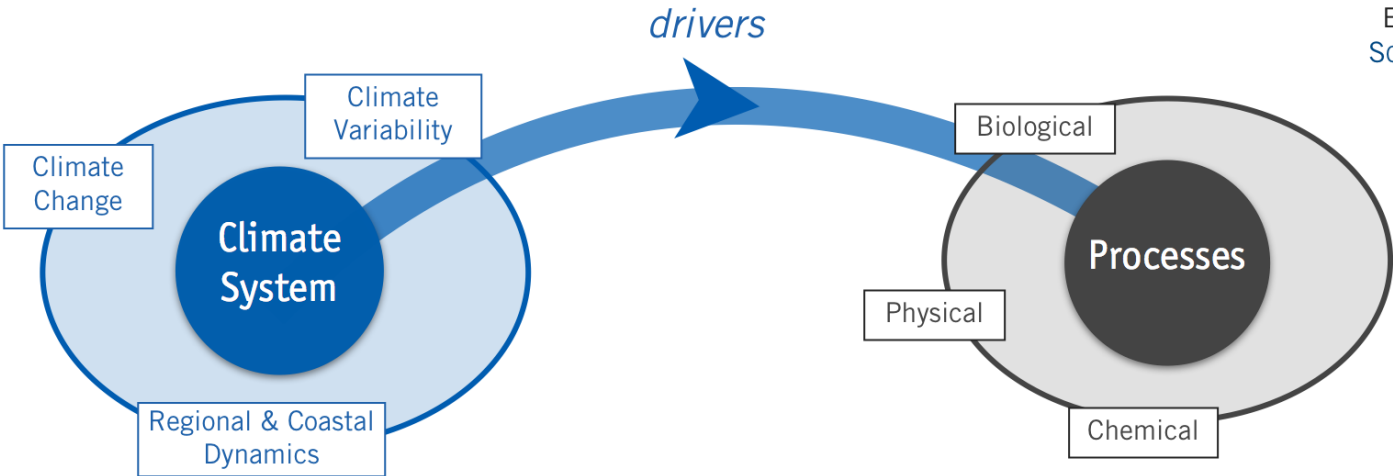 drivers
Climate
Variability
Climate
Change
Climate
System
Regional & Coastal
Dynamics
Biological
Processes
Physical
Chemical